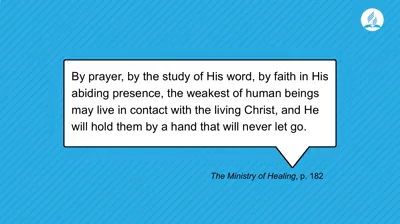 By prayer, by the study of His word, by faith in His
abiding presence, the weakest of human beings
may live in contact with the living Christ, and He
will hold them by a hand that will never let go.
The Ministry of Healing, p. 182